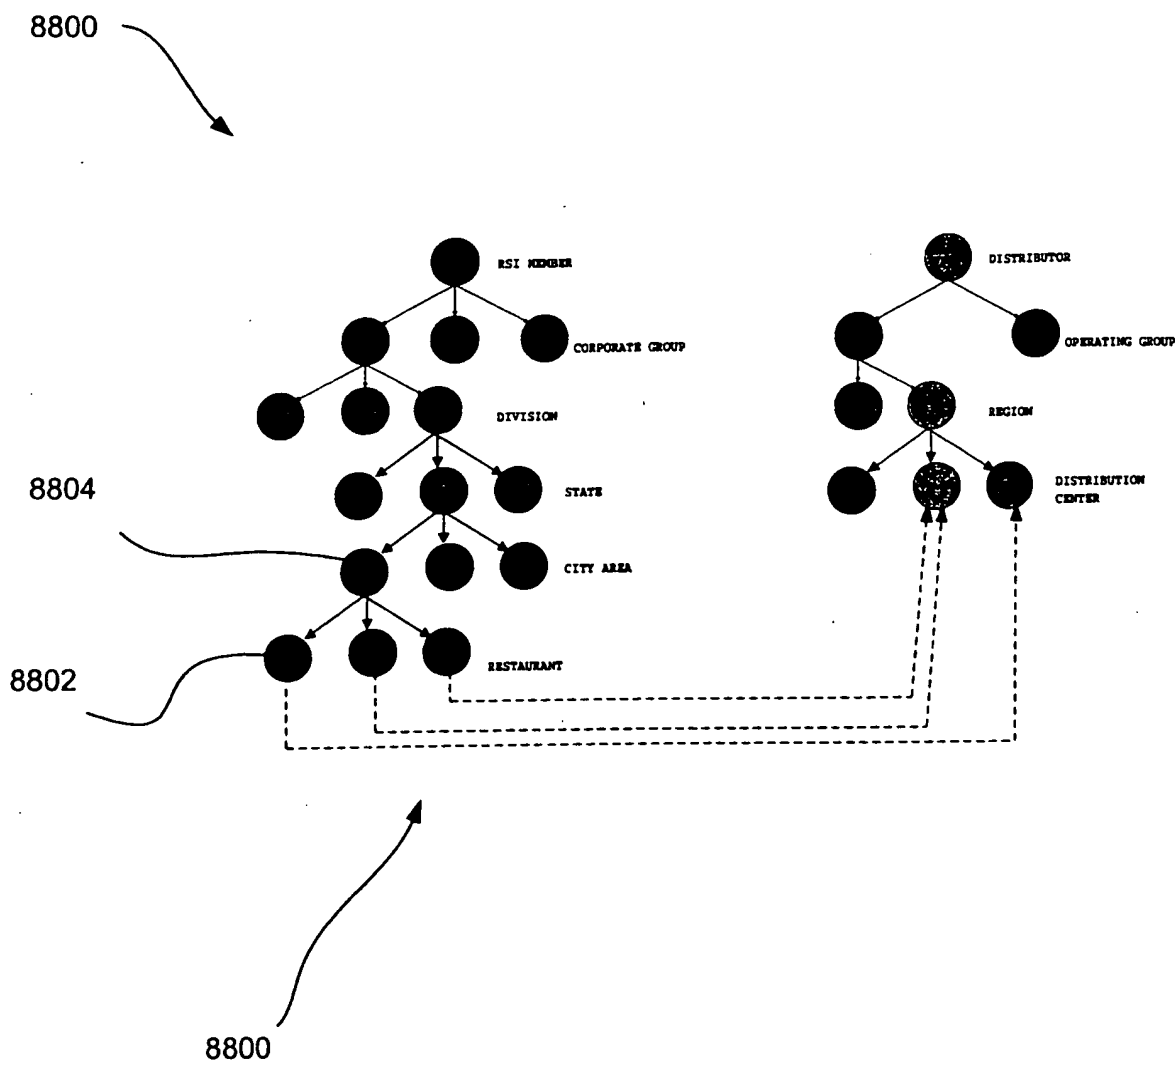 8800
RSI MEMBER
DISTRIBUTOR
CORPORATE GROUP
OPERATING GROUP
DIVISION
REGION
8804
STATE
DISTRIBUTION
CENTER
CITY AREA
8802
RESTAURANT
8800